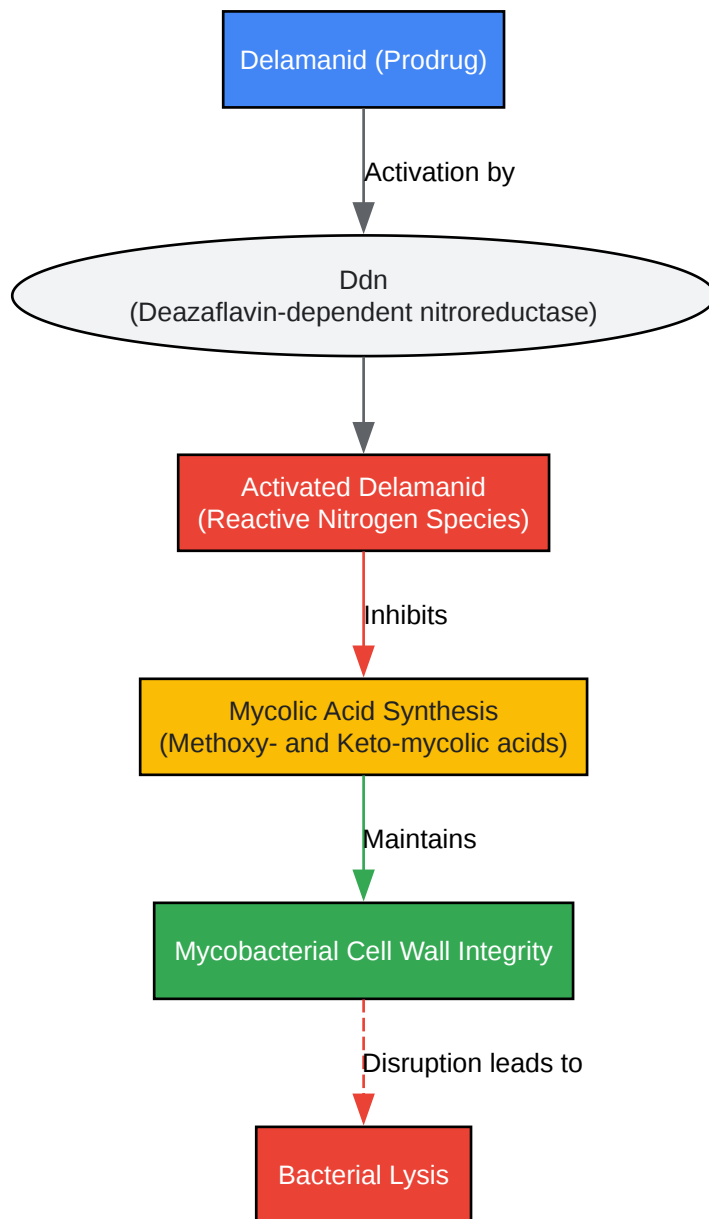 Delamanid (Prodrug)
Activation by
Ddn
(Deazaflavin-dependent nitroreductase)
Activated Delamanid
(Reactive Nitrogen Species)
Inhibits
Mycolic Acid Synthesis
(Methoxy- and Keto-mycolic acids)
Maintains
Mycobacterial Cell Wall Integrity
Disruption leads to
Bacterial Lysis